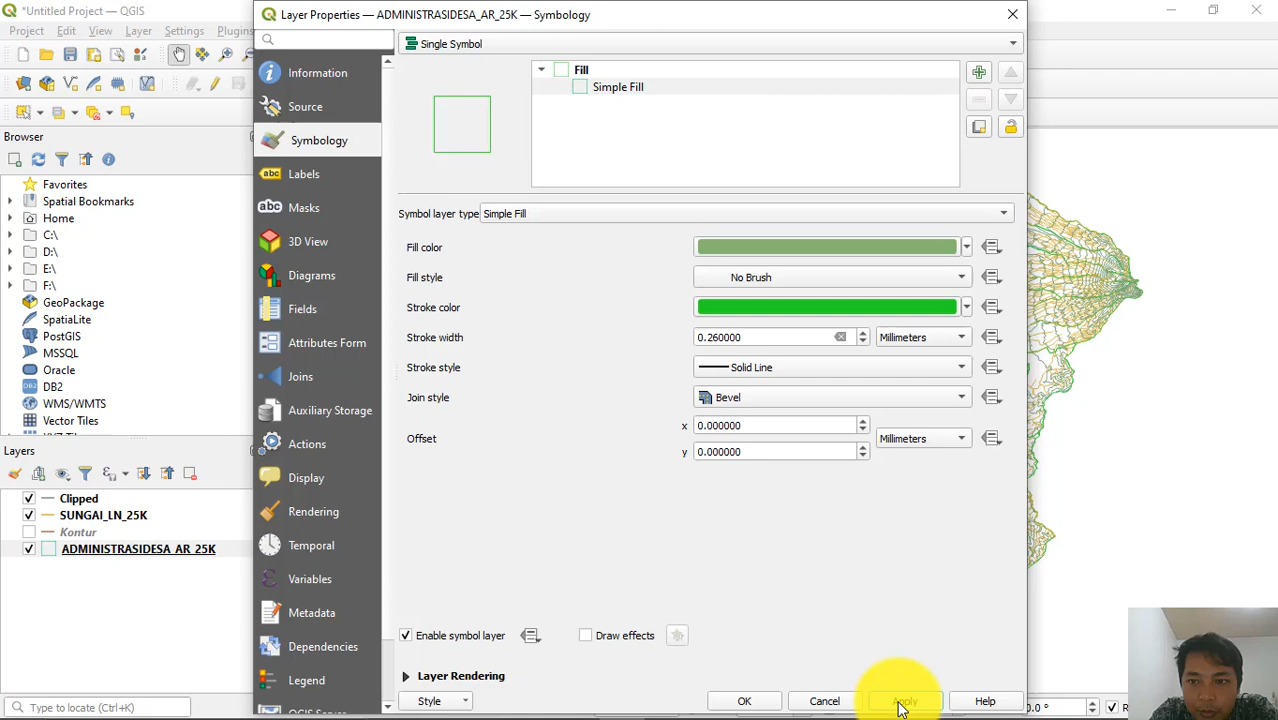 *Untitled Project — QGIS
Layer Properties — ADMINISTRASIDESA_AR_25K — Symbology
Project Edit View Layer Settings Plugins
Single Symbol
Fill
Simple Fill
Information
Source
Symbology
Labels
Masks
3D View
Diagrams
Fields
Attributes Form
Joins
Auxiliary Storage
Actions
Display
Rendering
Temporal
Variables
Metadata
Dependencies
Legend
Browser
Favorites
Spatial Bookmarks
Home
C:\
D:\
E:\
F:\
GeoPackage
SpatiaLite
PostGIS
MSSQL
Oracle
DB2
WMS/WMTS
Vector Tiles
Layers
Clipped
SUNGAI_LN_25K
Kontur
ADMINISTRASIDESA_AR_25K
Symbol layer type Simple Fill
Fill color
Fill style No Brush
Stroke color
Stroke width 0.260000 Millimeters
Stroke style Solid Line
Join style Bevel
Offset x 0.000000 Millimeters
y 0.000000
Enable symbol layer Draw effects
Layer Rendering
Style OK Cancel Apply Help
Type to locate (Ctrl+K)